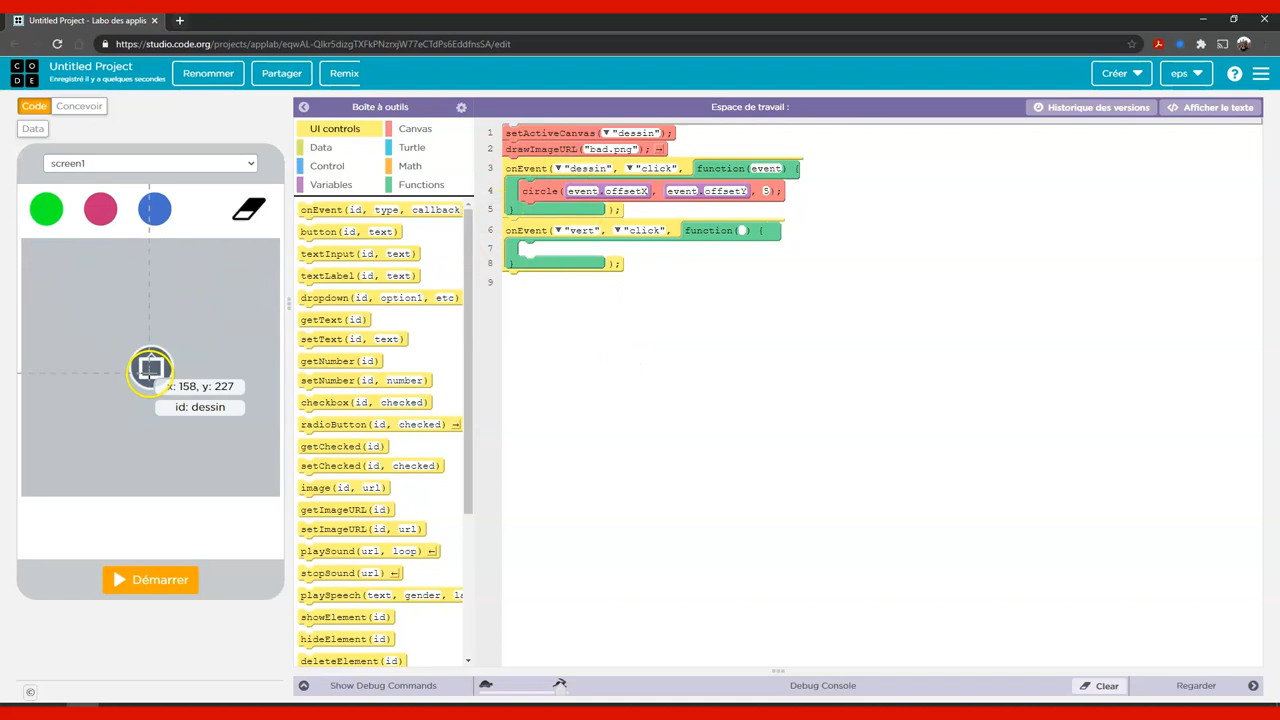 Untitled Project - Labo des applis
https://studio.code.org/projects/applab/eqwAL-QIkr5dizgTXFkPNzrxjW77eCTdPs6EddfnsSA/edit
CODE
Untitled Project
Enregistré il y a quelques secondes
Renommer
Partager
Remix
Créer
eps
Code
Concevoir
Data
Boîte à outils
Espace de travail :
Historique des versions
Afficher le texte
screen1
x: 158, y: 227
id: dessin
Démarrer
UI controls
Canvas
Data
Turtle
Control
Math
Variables
Functions
onEvent(id, type, callback
button(id, text)
textInput(id, text)
textLabel(id, text)
dropdown(id, option1, etc)
getText(id)
setText(id, text)
getNumber(id)
setNumber(id, number)
checkbox(id, checked)
radioButton(id, checked)
getChecked(id)
setChecked(id, checked)
image(id, url)
getImageURL(id)
setImageURL(id, url)
playSound(url, loop)
stopSound(url)
playSpeech(text, gender, la
showElement(id)
hideElement(id)
deleteElement(id)
1 setActiveCanvas("dessin");
2 drawImageURL("bad.png");
3 onEvent("dessin", "click", function(event) {
4 circle(event.offsetX, event.offsetY, 5);
5 } );
6 onEvent("vert", "click", function() {
7
8 } );
9
Show Debug Commands
Debug Console
Clear
Regarder